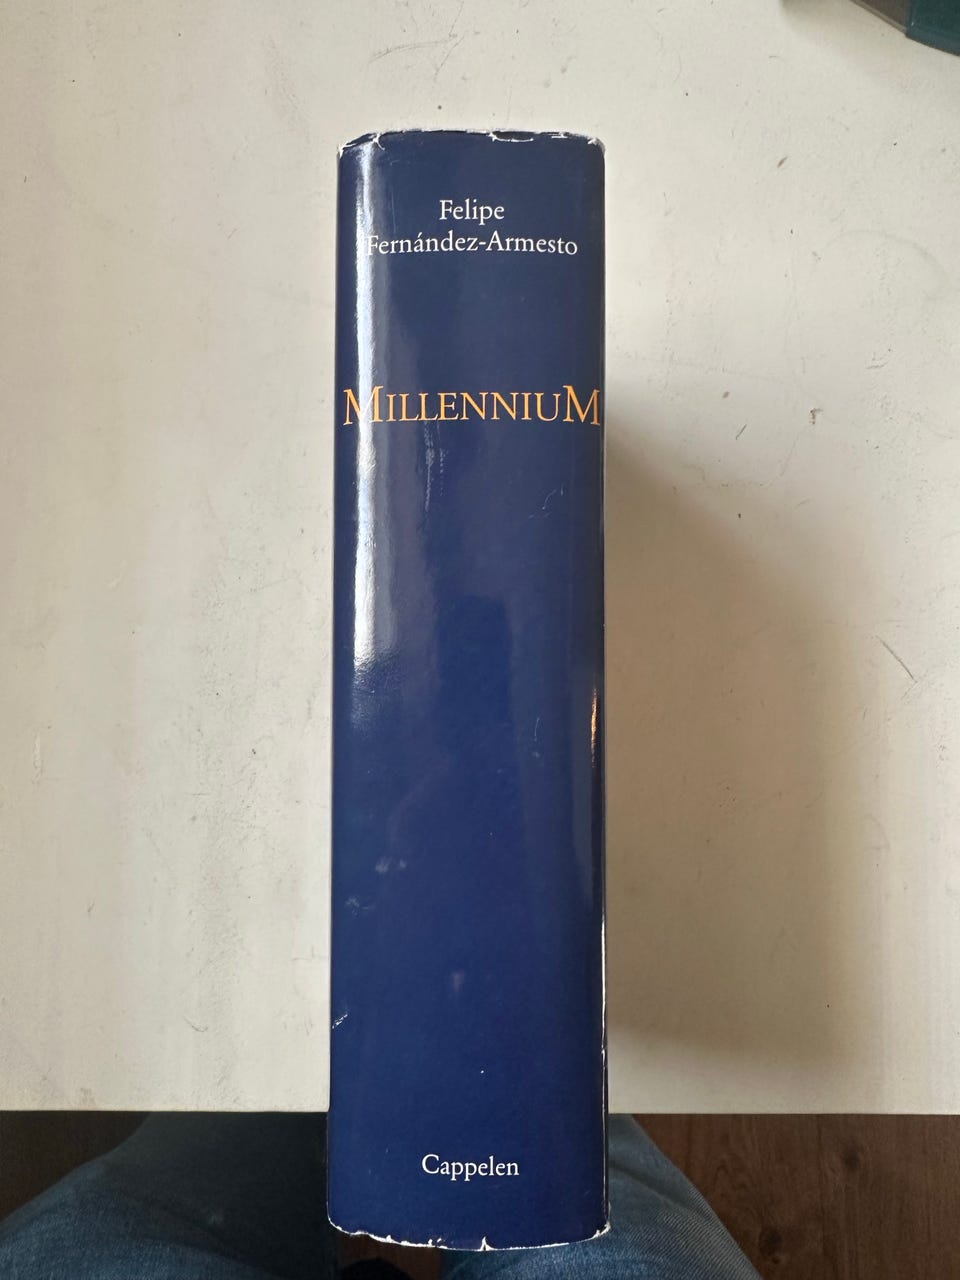 Felipe
Fernández-Armesto
MILLENNIUM
Cappelen